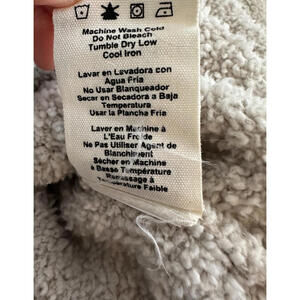 Machine Wash Cold
Do Not Bleach
Tumble Dry Low
Cool Iron
Lavar en Lavadora con
Agua Fria
No Usar Blanqueador
Secar en Secadora a Baja
Temperatura
Usar la Plancha Fria
Laver en Machine à
L'Eau Froide
Ne Pas Utiliser Agent de
Blanchiment
Sécher en Machine
à Basse Température
Repassage à
Température Faible